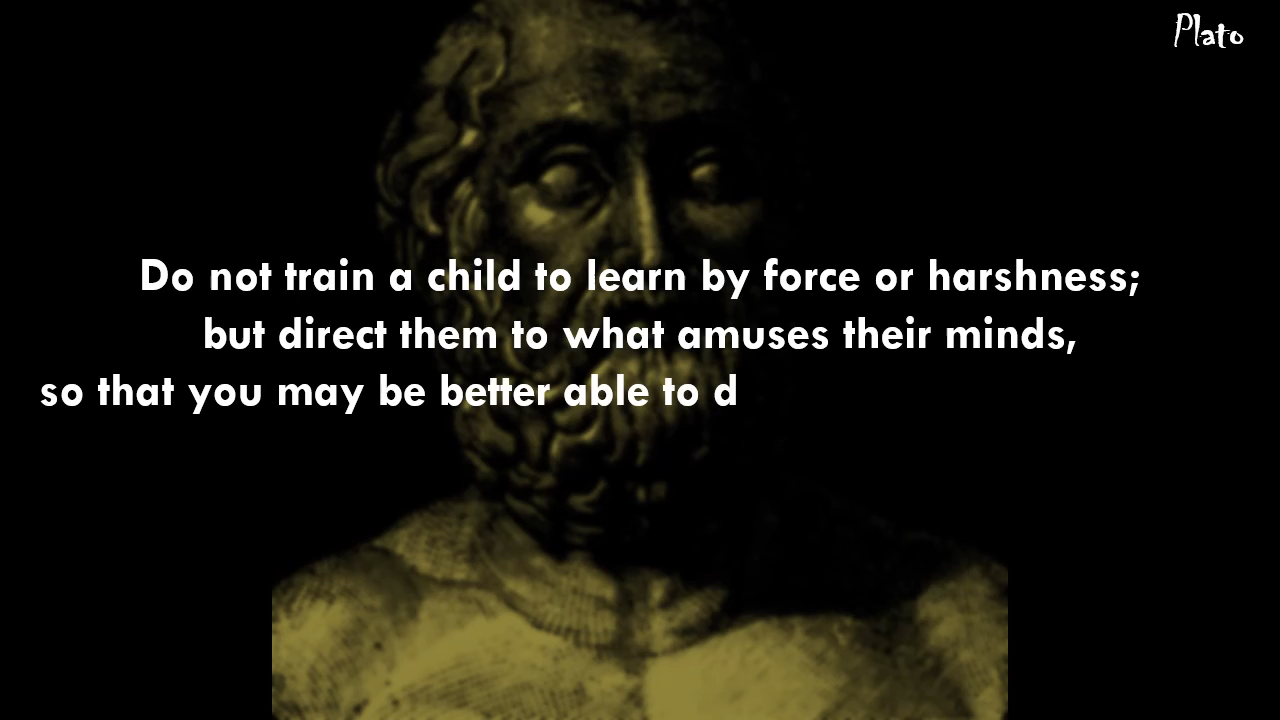 Plato
Do not train a child to learn by force or harshness;
but direct them to what amuses their minds,
so that you may be better able to d